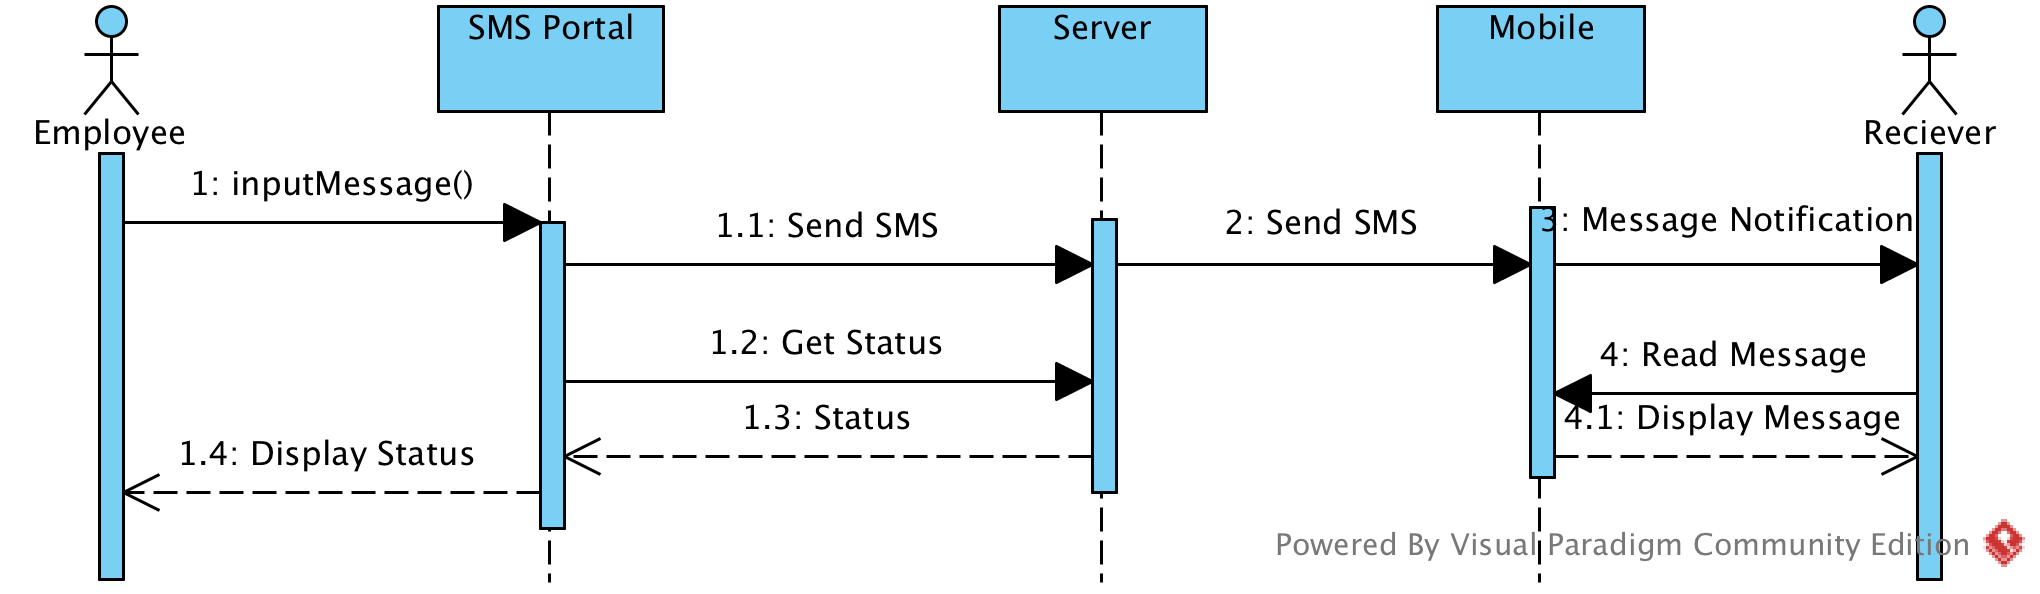 SMS Portal
Server
Mobile
Employee
Reciever
1: inputMessage()
1.1: Send SMS
2: Send SMS
3: Message Notification
1.2: Get Status
4: Read Message
1.3: Status
4.1: Display Message
1.4: Display Status
Powered By Visual Paradigm Community Edition